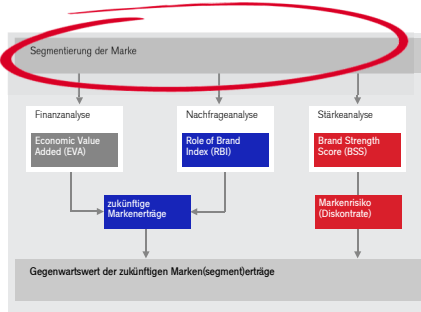 Segmentierung der Marke
Finanzanalyse
Economic Value
Added (EVA)
Nachfrageanalyse
Role of Brand
Index (RBI)
Stärkeanalyse
Brand Strength
Score (BSS)
zukünftige
Markenerträge
Markenrisiko
(Diskontrate)
Gegenwartswert der zukünftigen Marken(segment)erträge